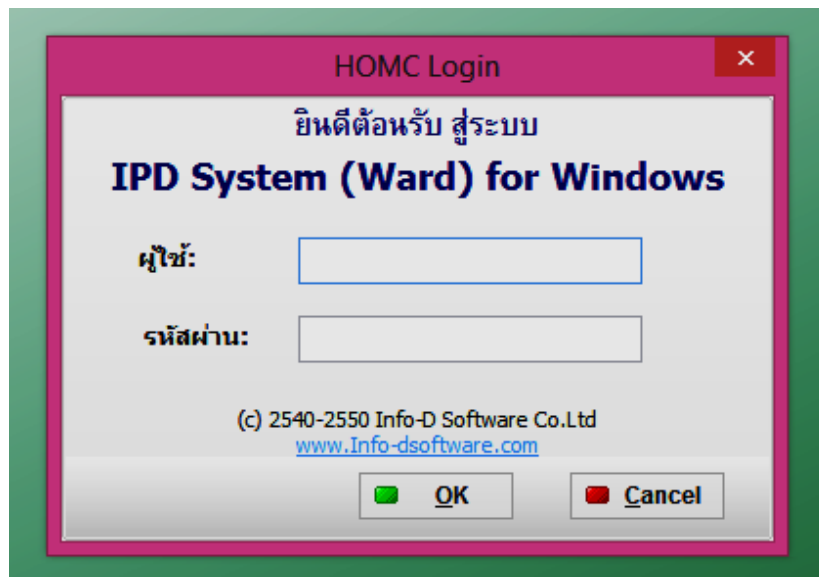 HOMC Login
ยินดีต้อนรับ สู่ระบบ
IPD System (Ward) for Windows
ผู้ใช้:
รหัสผ่าน:
(c) 2540-2550 Info-D Software Co.Ltd
www.Info-dsoftware.com
OK Cancel